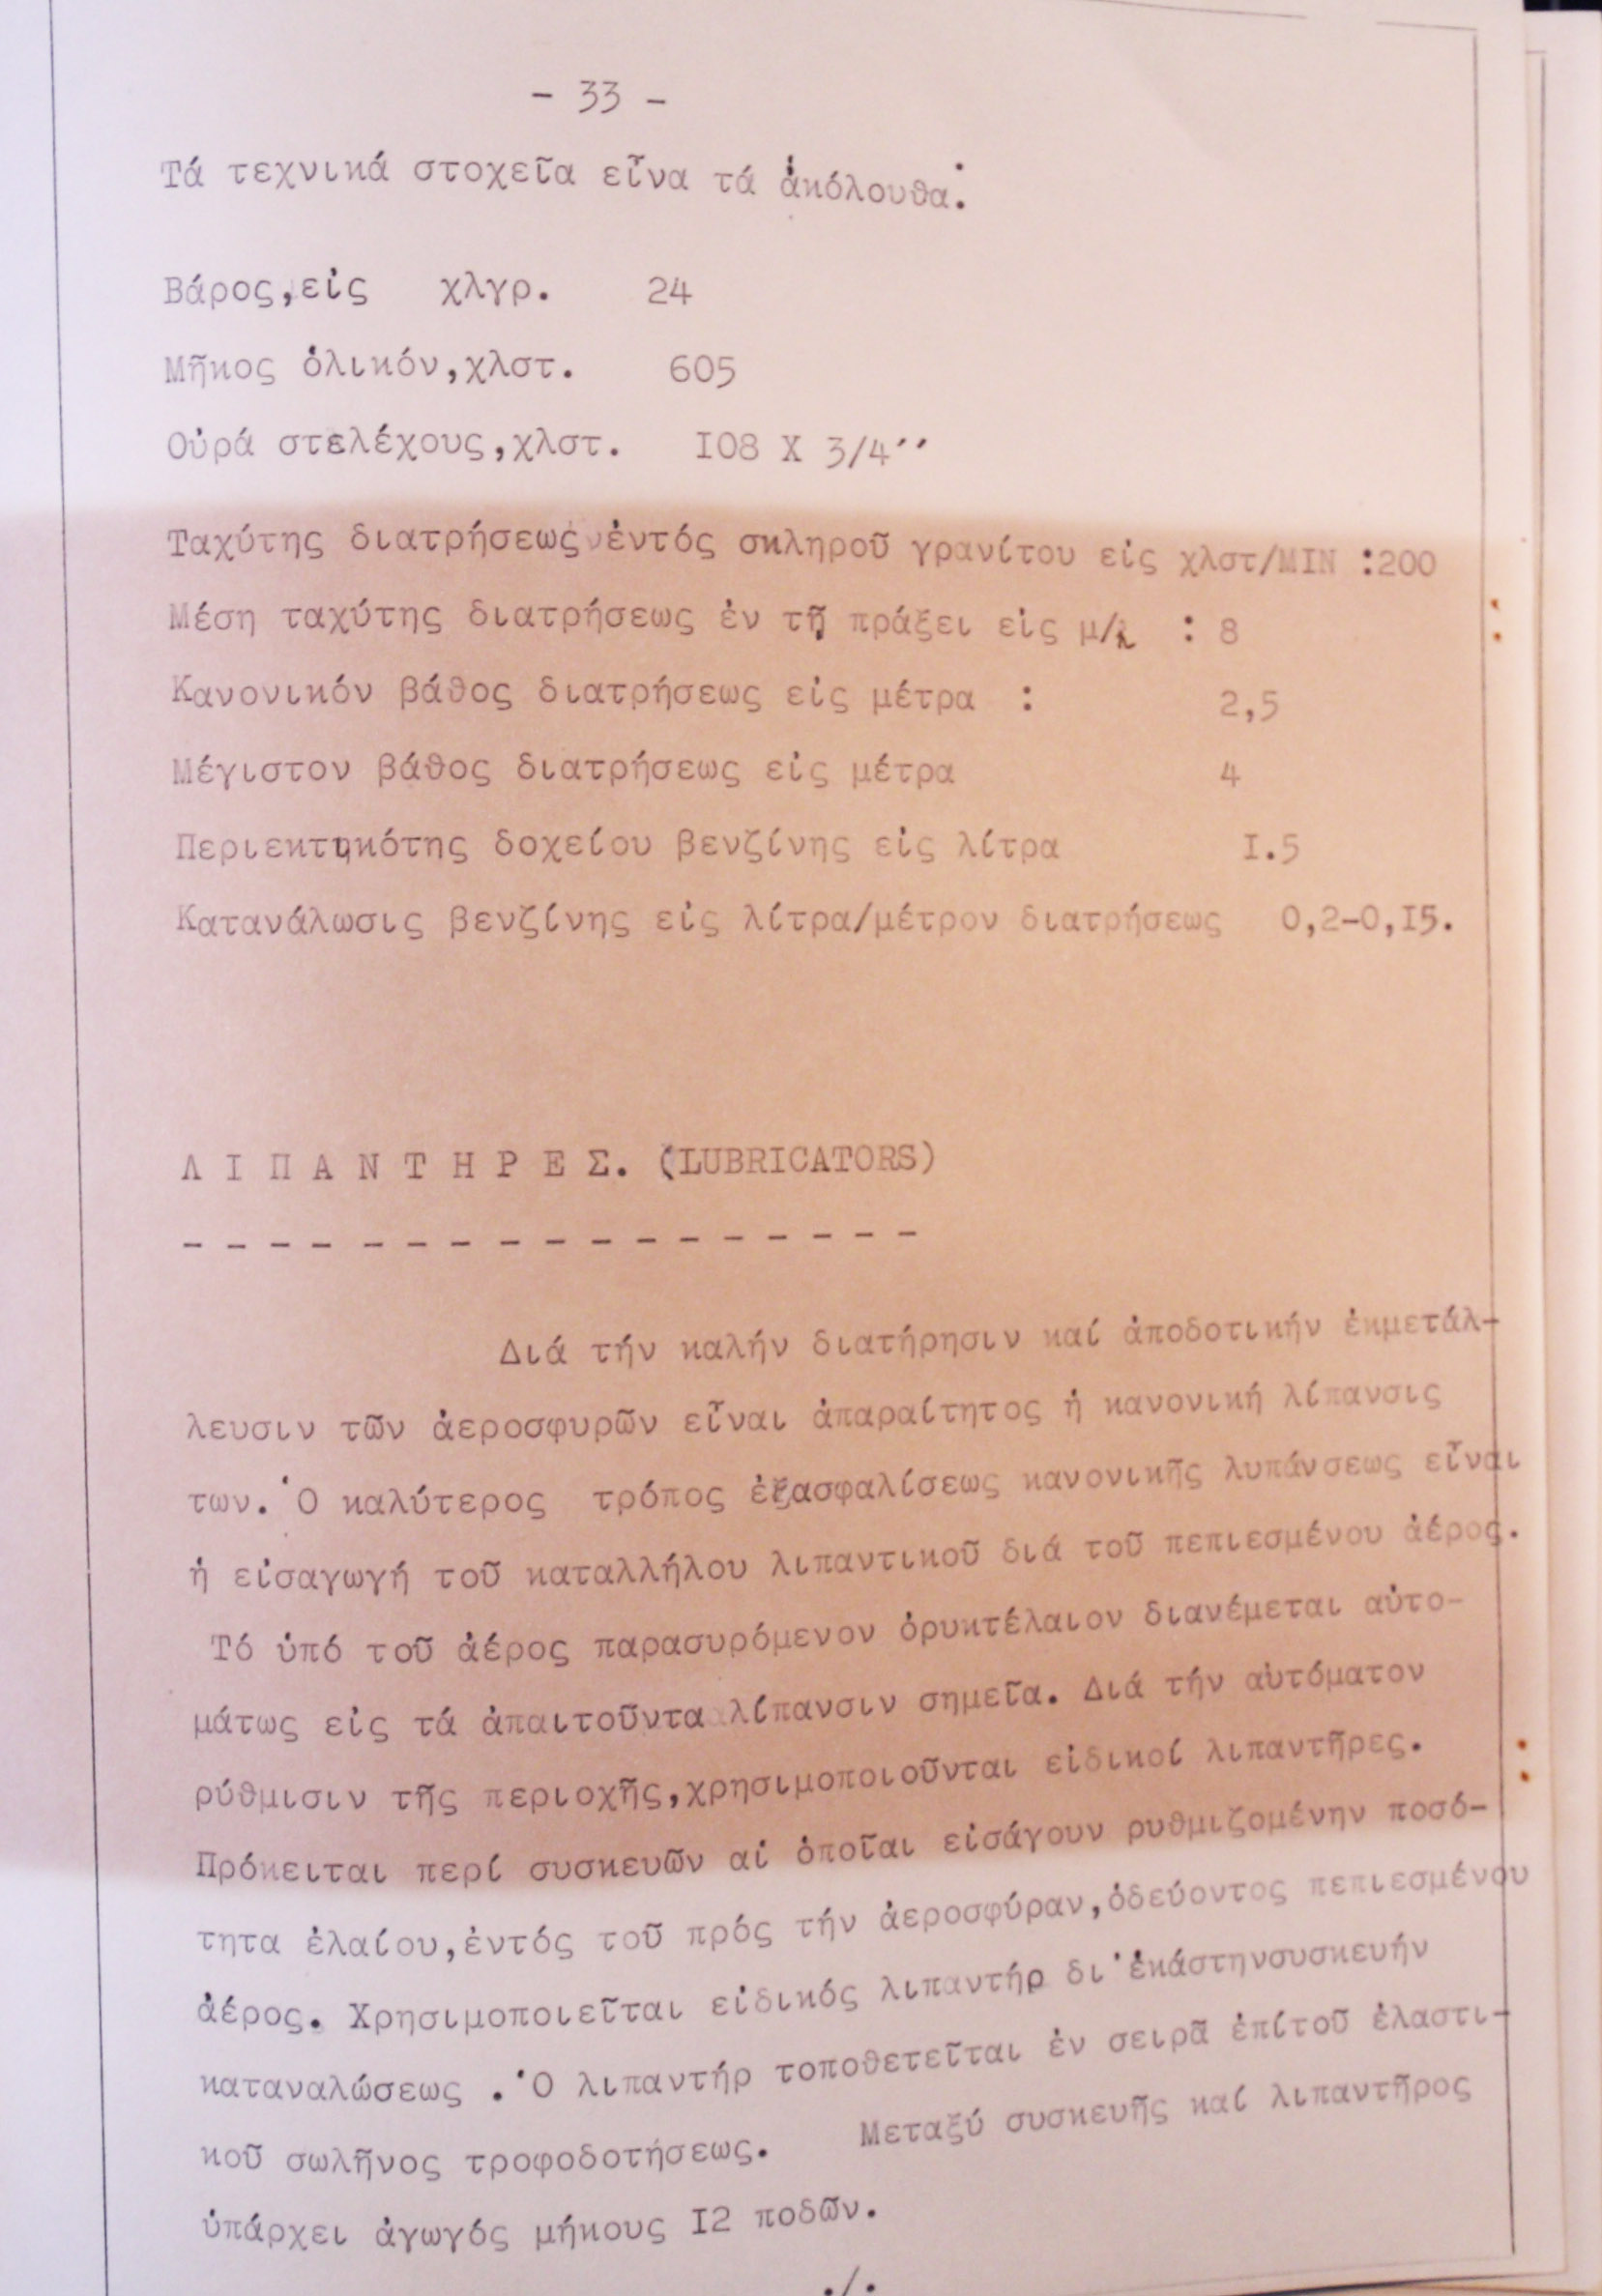 - 33 -
Τά τεχνικά στοχεῖα εἶνα τά ἀκόλουθα:
Βάρος,εἰς χλγρ. 24
Μῆκος ὁλικόν,χλστ. 605
Οὐρά στελέχους,χλστ. I08 X 3/4´´
Ταχύτης διατρήσεως ἐντός σκληροῦ γρανίτου εἰς χλστ/MIN :200
Μέση ταχύτης διατρήσεως ἐν τῇ πράξει εἰς μ/h : 8
Κανονικόν βάθος διατρήσεως εἰς μέτρα : 2,5
Μέγιστον βάθος διατρήσεως εἰς μέτρα 4
Περιεκτηκότης δοχείου βενζίνης εἰς λίτρα I.5
Κατανάλωσις βενζίνης εἰς λίτρα/μέτρον διατρήσεως 0,2-0,I5.
Λ Ι Π Α Ν Τ Η Ρ Ε Σ. (LUBRICATORS)
- - - - - - - - - - - - - - - - -
Διά τήν καλήν διατήρησιν καί ἀποδοτικήν ἐκμετάλ-
λευσιν τῶν ἀεροσφυρῶν εἶναι ἀπαραίτητος ἡ κανονική λίπανσις
των. Ὁ καλύτερος τρόπος ἐξασφαλίσεως κανονικῆς λυπάνσεως εἶναι
ἡ εἰσαγωγή τοῦ καταλλήλου λιπαντικοῦ διά τοῦ πεπιεσμένου ἀέρος.
Τό ὑπό τοῦ ἀέρος παρασυρόμενον ὀρυκτέλαιον διανέμεται αὐτο-
μάτως εἰς τά ἀπαιτοῦντα λίπανσιν σημεῖα. Διά τήν αὐτόματον
ρύθμισιν τῆς περιοχῆς,χρησιμοποιοῦνται εἰδικοί λιπαντῆρες.
Πρόκειται περί συσκευῶν αἱ ὁποῖαι εἰσάγουν ρυθμιζομένην ποσό-
τητα ἐλαίου,ἐντός τοῦ πρός τήν ἀεροσφύραν,ὁδεύοντος πεπιεσμένου
ἀέρος. Χρησιμοποιεῖται εἰδικός λιπαντήρ δι᾿ἑκάστηνσυσκευήν
καταναλώσεως . Ὁ λιπαντήρ τοποθετεῖται ἐν σειρᾶ ἐπίτοῦ ἐλαστι-
κοῦ σωλῆνος τροφοδοτήσεως. Μεταξύ συσκευῆς καί λιπαντῆρος
ὑπάρχει ἀγωγός μήκους I2 ποδῶν.
./.